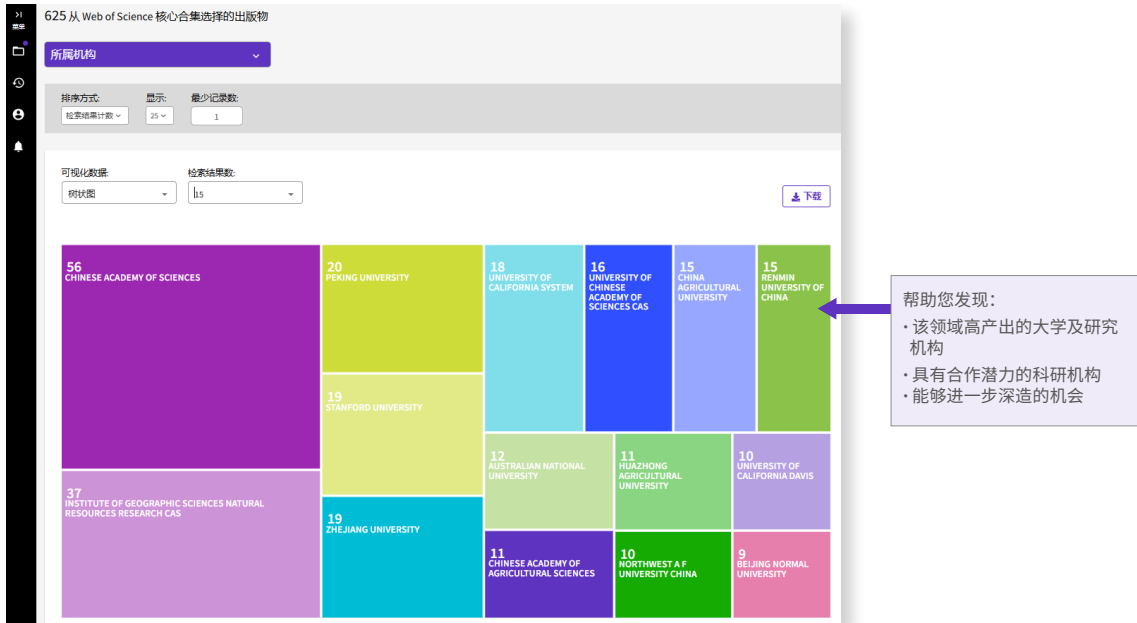 菜单
625 从 Web of Science 核心合集选择的出版物
所属机构
排序方式:
显示:
最少记录数:
检索结果计数
25
1
可视化数据:
检索结果数:
树状图
15
下载
56
CHINESE ACADEMY OF SCIENCES
37
INSTITUTE OF GEOGRAPHIC SCIENCES NATURAL
RESOURCES RESEARCH CAS
20
PEKING UNIVERSITY
19
STANFORD UNIVERSITY
19
ZHEJIANG UNIVERSITY
18
UNIVERSITY OF
CALIFORNIA SYSTEM
16
UNIVERSITY OF
CHINESE
ACADEMY OF
SCIENCES CAS
15
CHINA
AGRICULTURAL
UNIVERSITY
15
RENMIN
UNIVERSITY OF
CHINA
12
AUSTRALIAN NATIONAL
UNIVERSITY
11
HUAZHONG
AGRICULTURAL
UNIVERSITY
10
UNIVERSITY OF
CALIFORNIA DAVIS
11
CHINESE ACADEMY OF
AGRICULTURAL SCIENCES
10
NORTHWEST A F
UNIVERSITY CHINA
9
BEIJING NORMAL
UNIVERSITY
帮助您发现：
·该领域高产出的大学及研究
机构
·具有合作潜力的科研机构
·能够进一步深造的机会